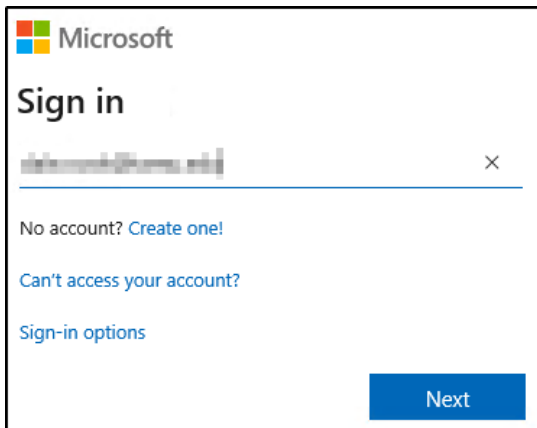 Microsoft
Sign in
No account? Create one!
Can't access your account?
Sign-in options
Next